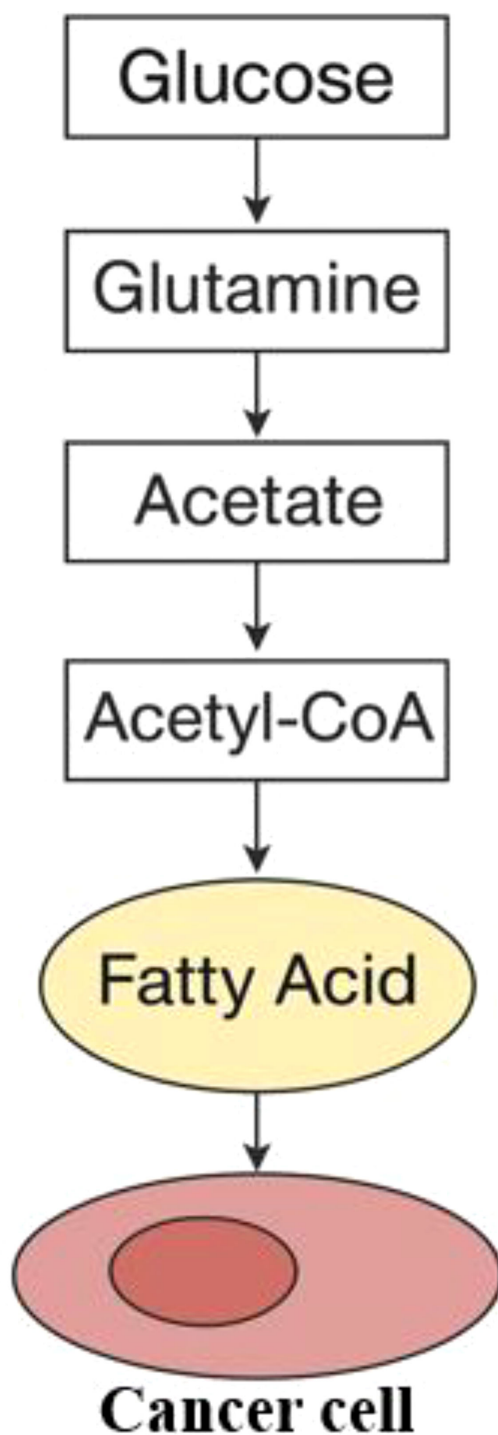 Glucose
Glutamine
Acetate
Acetyl-CoA
Fatty Acid
Cancer cell